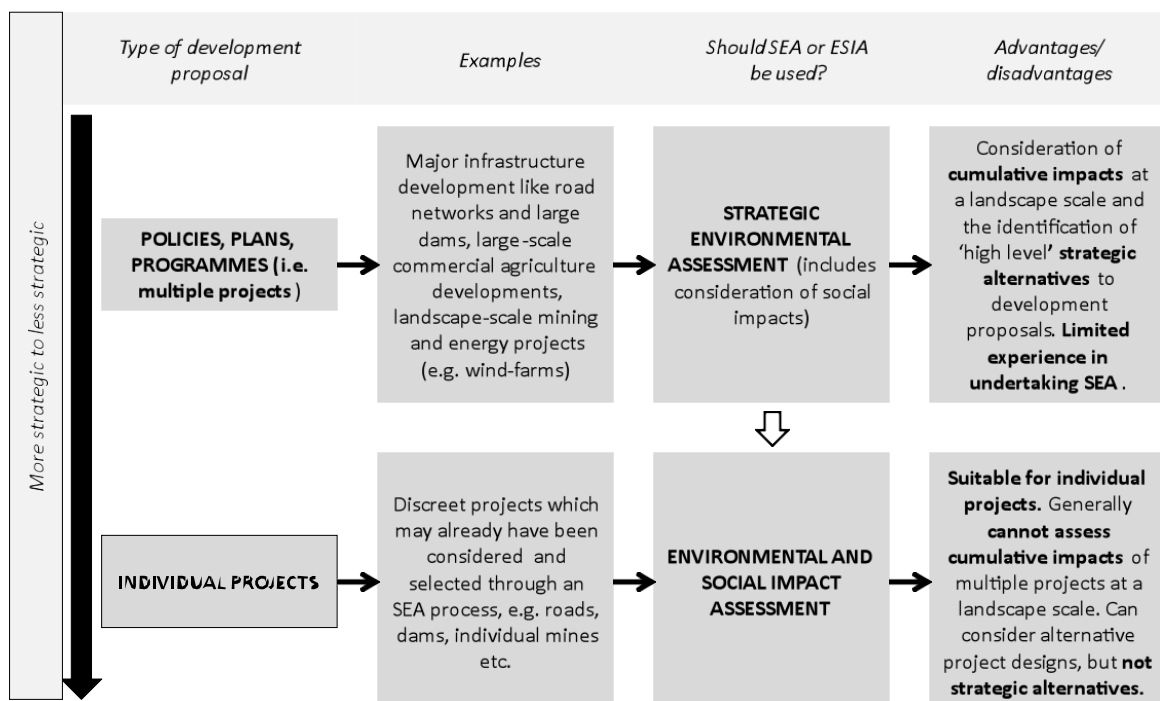 Type of development
proposal
Examples
Should SEA or ESIA
be used?
Advantages/
disadvantages
More strategic to less strategic
POLICIES, PLANS,
PROGRAMMES (i.e.
multiple projects)
Major infrastructure
development like road
networks and large
dams, large-scale
commercial agriculture
developments,
landscape-scale mining
and energy projects
(e.g. wind-farms)
STRATEGIC
ENVIRONMENTAL
ASSESSMENT (includes
consideration of social
impacts)
Consideration of
cumulative impacts at
a landscape scale and
the identification of
‘high level’ strategic
alternatives to
development
proposals. Limited
experience in
undertaking SEA .
INDIVIDUAL PROJECTS
Discreet projects which
may already have been
considered and
selected through an
SEA process, e.g. roads,
dams, individual mines
etc.
ENVIRONMENTAL AND
SOCIAL IMPACT
ASSESSMENT
Suitable for individual
projects. Generally
cannot assess
cumulative impacts of
multiple projects at a
landscape scale. Can
consider alternative
project designs, but not
strategic alternatives.